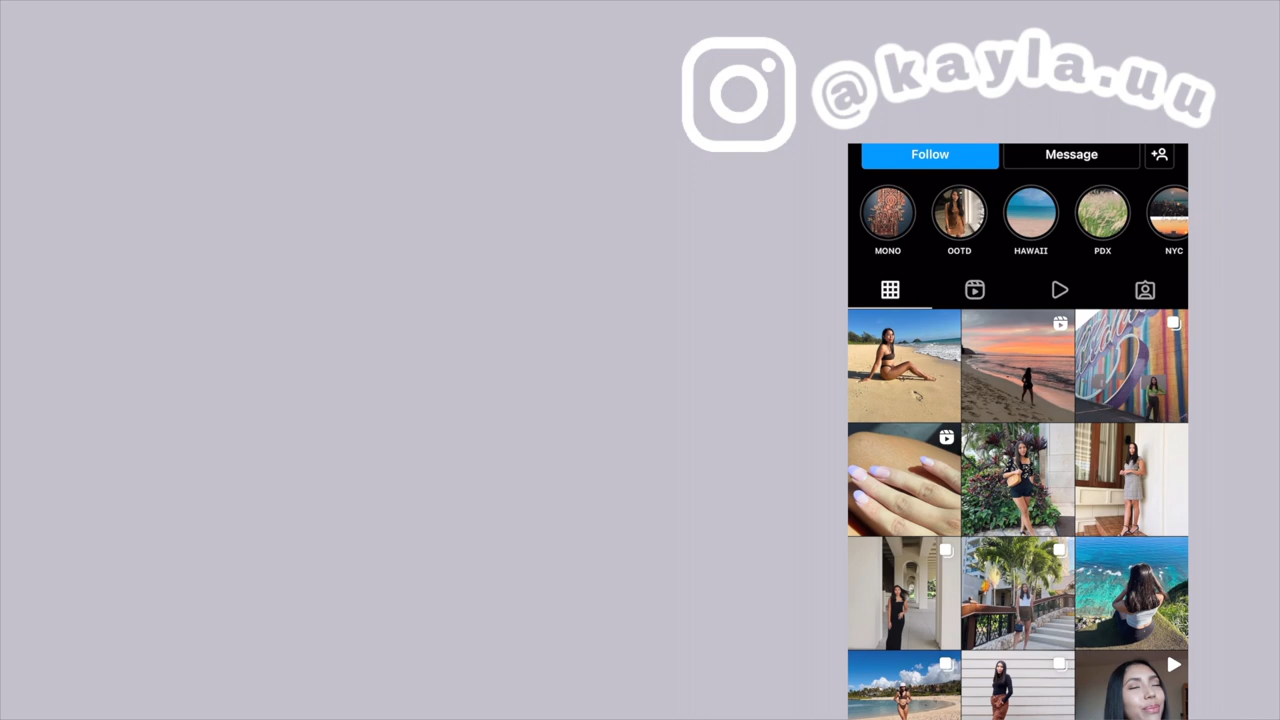 @kayla.uu
Follow
Message
MONO
OOTD
HAWAII
PDX
NYC